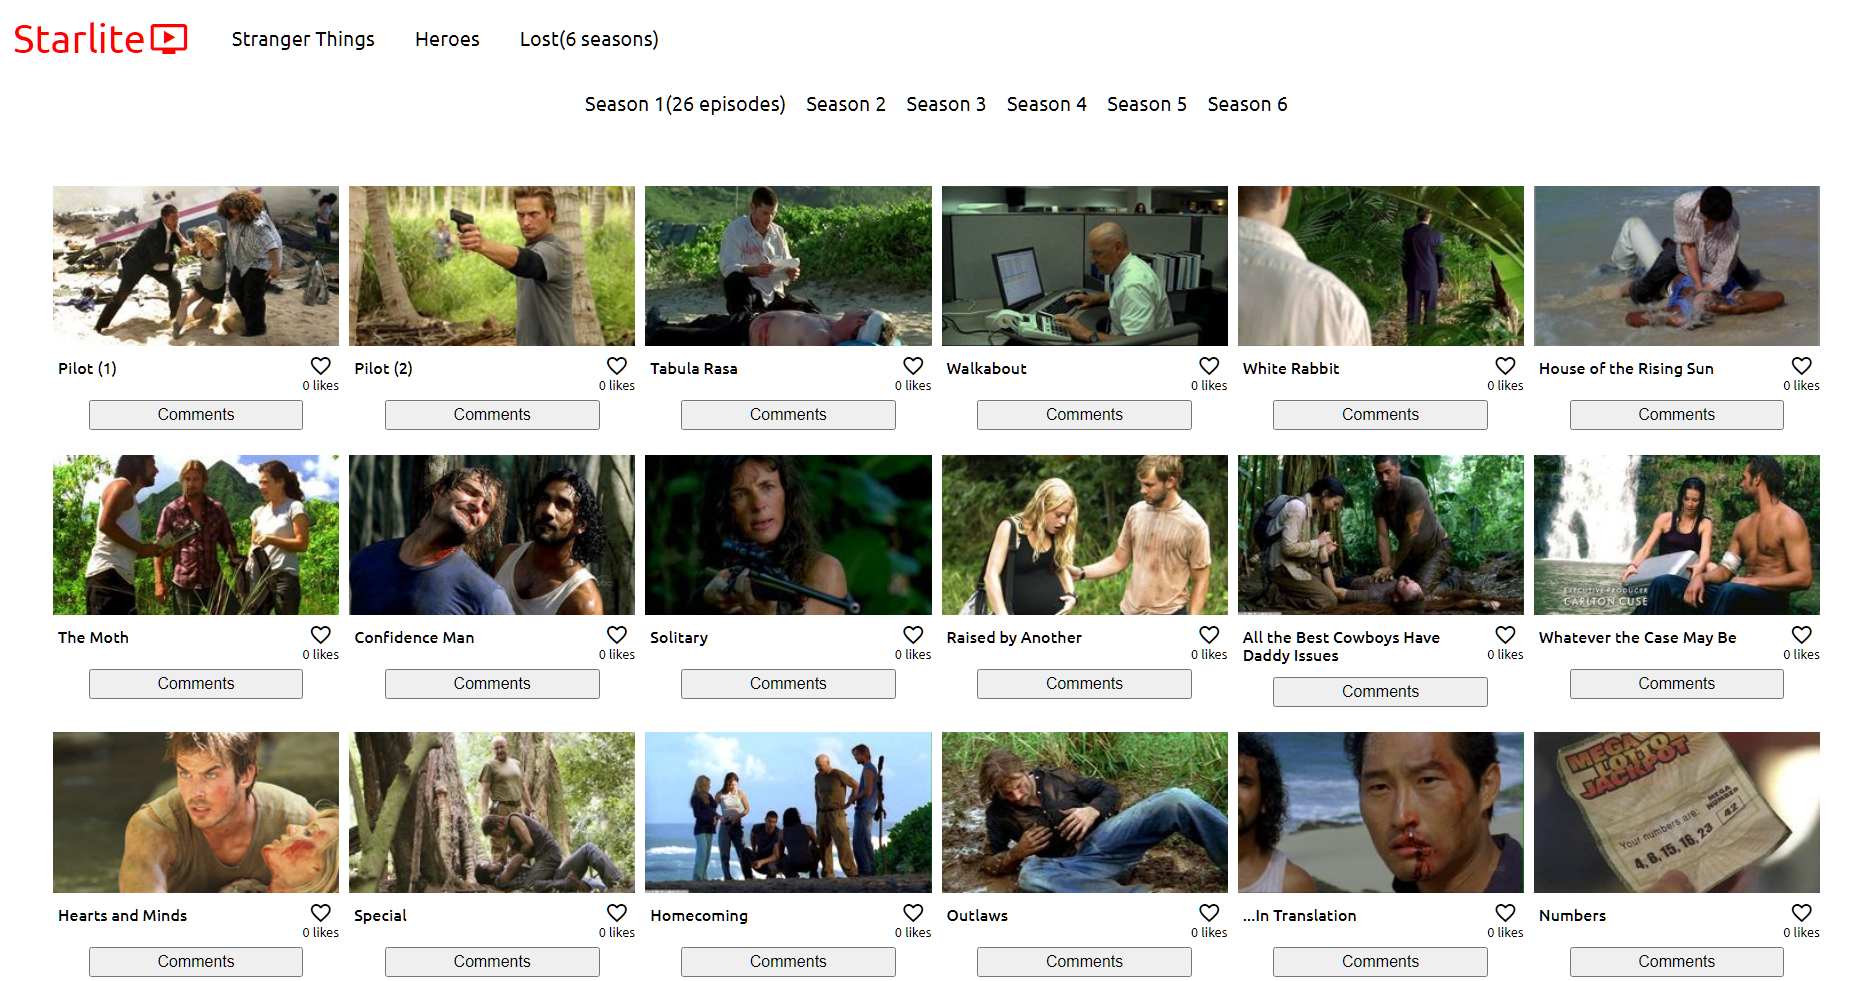 Starlite
Stranger Things
Heroes
Lost(6 seasons)
Season 1(26 episodes)
Season 2
Season 3
Season 4
Season 5
Season 6
Pilot (1)
0 likes
Comments
Pilot (2)
0 likes
Comments
Tabula Rasa
0 likes
Comments
Walkabout
0 likes
Comments
White Rabbit
0 likes
Comments
House of the Rising Sun
0 likes
Comments
The Moth
0 likes
Comments
Confidence Man
0 likes
Comments
Solitary
0 likes
Comments
Raised by Another
0 likes
Comments
All the Best Cowboys Have
Daddy Issues
0 likes
Comments
EXECUTIVE PRODUCER
CARLTON CUSE
Whatever the Case May Be
0 likes
Comments
Hearts and Minds
0 likes
Comments
Special
0 likes
Comments
Homecoming
0 likes
Comments
Outlaws
0 likes
Comments
...In Translation
0 likes
Comments
MEGA
LOTTO
JACKPOT
MEGA
NUMBER
42
Your numbers are:
4, 8, 15, 16, 23
Numbers
0 likes
Comments